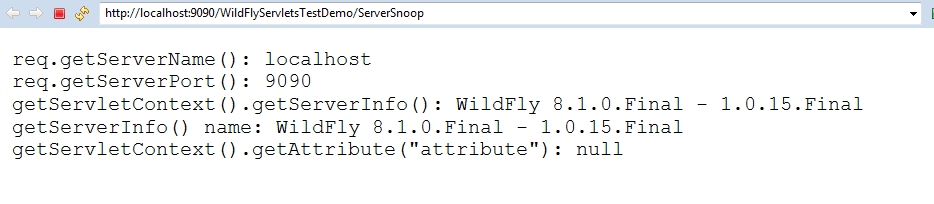 http://localhost:9090/WildFlyServletsTestDemo/ServerSnoop
req.getServerName(): localhost
req.getServerPort(): 9090
getServletContext().getServerInfo(): WildFly 8.1.0.Final - 1.0.15.Final
getServerInfo() name: WildFly 8.1.0.Final - 1.0.15.Final
getServletContext().getAttribute("attribute"): null